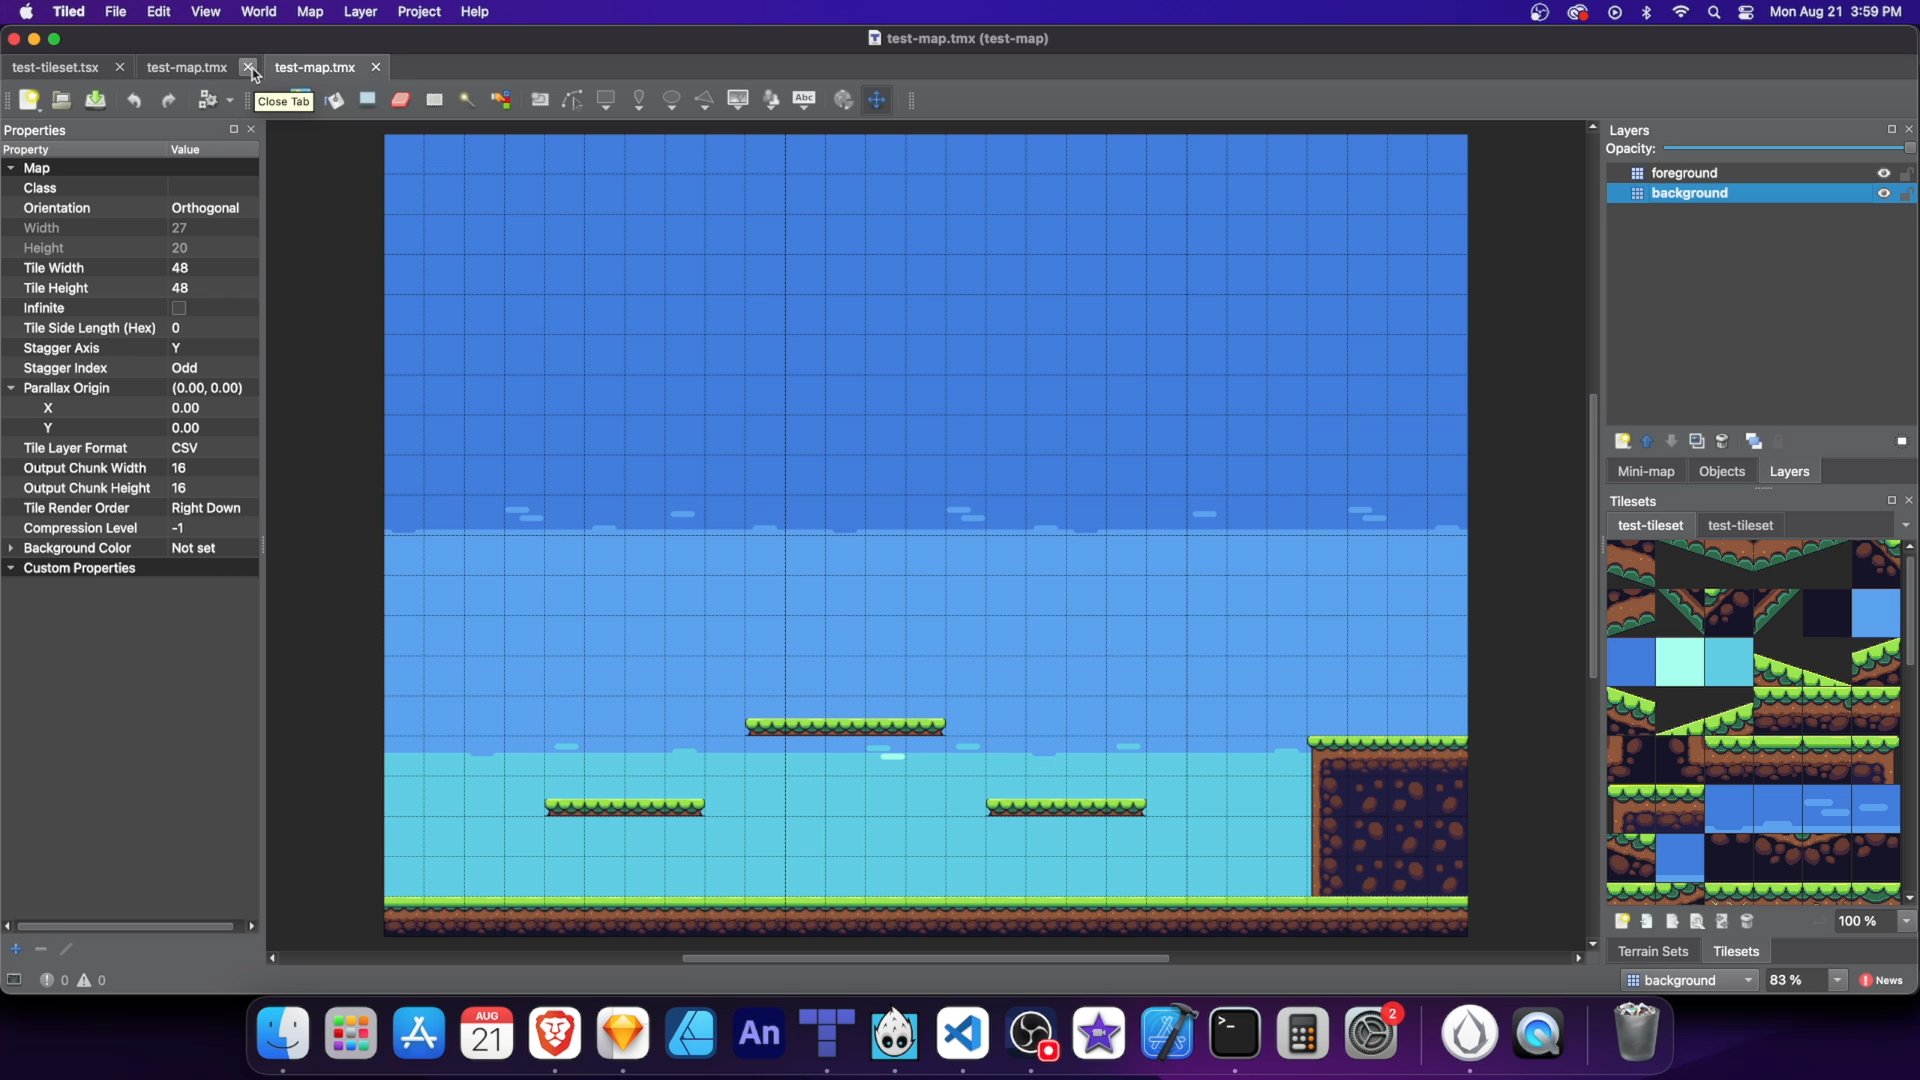 Tiled File Edit View World Map Layer Project Help
Mon Aug 21 3:59 PM
test-map.tmx (test-map)
test-tileset.tsx
test-map.tmx
test-map.tmx
Close Tab
Abc
Properties
Property Value
Map
Class
Orientation Orthogonal
Width 27
Height 20
Tile Width 48
Tile Height 48
Infinite
Tile Side Length (Hex) 0
Stagger Axis Y
Stagger Index Odd
Parallax Origin (0.00, 0.00)
X 0.00
Y 0.00
Tile Layer Format CSV
Output Chunk Width 16
Output Chunk Height 16
Tile Render Order Right Down
Compression Level -1
Background Color Not set
Custom Properties
0 0
Layers
Opacity:
foreground
background
Mini-map Objects Layers
Tilesets
test-tileset test-tileset
100 %
Terrain Sets Tilesets
background 83 % News
AUG
21
An
2